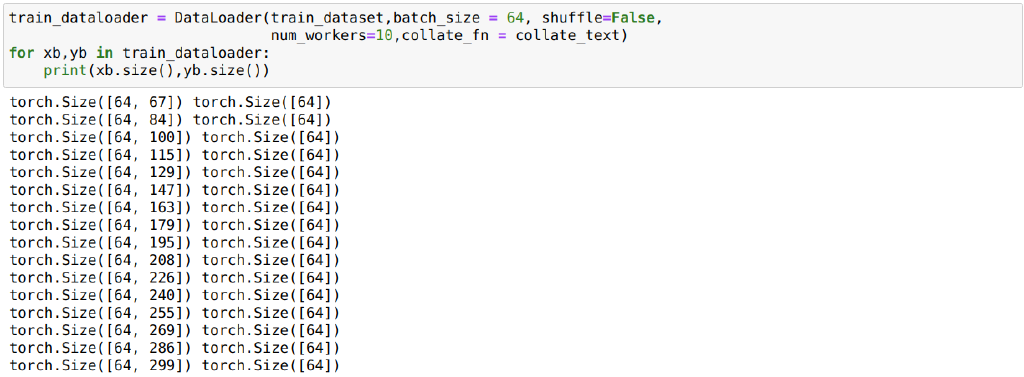 train_dataloader = DataLoader(train_dataset,batch_size = 64, shuffle=False,
num_workers=10,collate_fn = collate_text)
for xb,yb in train_dataloader:
print(xb.size(),yb.size())
torch.Size([64, 67]) torch.Size([64])
torch.Size([64, 84]) torch.Size([64])
torch.Size([64, 100]) torch.Size([64])
torch.Size([64, 115]) torch.Size([64])
torch.Size([64, 129]) torch.Size([64])
torch.Size([64, 147]) torch.Size([64])
torch.Size([64, 163]) torch.Size([64])
torch.Size([64, 179]) torch.Size([64])
torch.Size([64, 195]) torch.Size([64])
torch.Size([64, 208]) torch.Size([64])
torch.Size([64, 226]) torch.Size([64])
torch.Size([64, 240]) torch.Size([64])
torch.Size([64, 255]) torch.Size([64])
torch.Size([64, 269]) torch.Size([64])
torch.Size([64, 286]) torch.Size([64])
torch.Size([64, 299]) torch.Size([64])